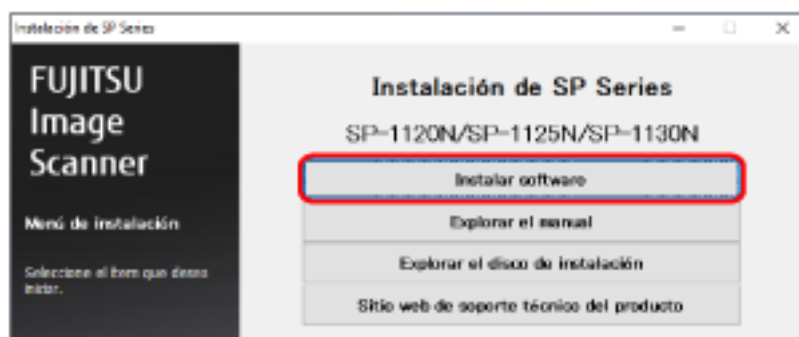 Instalación de SP Series
FUJITSU
Image
Scanner
Menú de instalación
Seleccione el ítem que desea
iniciar.
Instalación de SP Series
SP-1120N/SP-1125N/SP-1130N
Instalar software
Explorar el manual
Explorar el disco de instalación
Sitio web de soporte técnico del producto